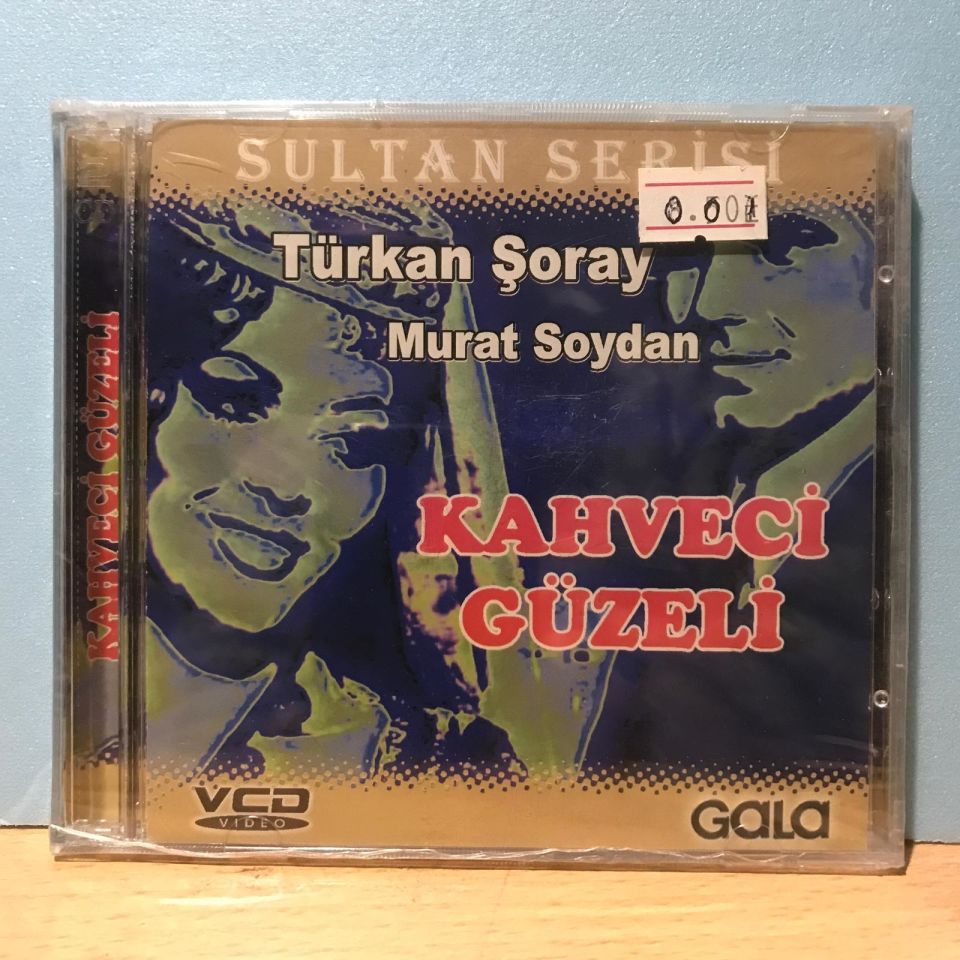 SULTAN SERİSİ
Türkan Şoray
Murat Soydan
KAHVECİ
GÜZELİ
KAHVECİ GÜZELİ
VCD
VIDEO
GALA